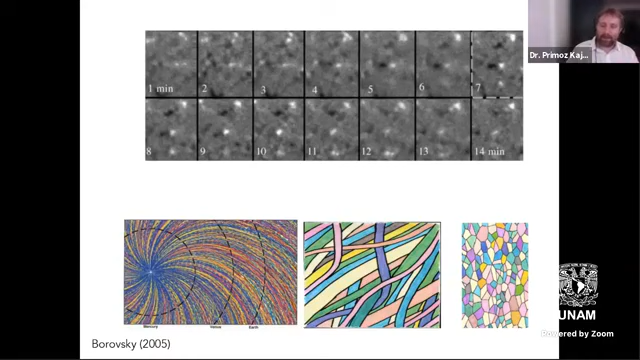 Dr. Primoz Kaj...
1 min 2 3 4 5 6 7
8 9 10 11 12 13 14 min
Mercury Venus Earth
Borovsky (2005)
UNAM
Powered by Zoom